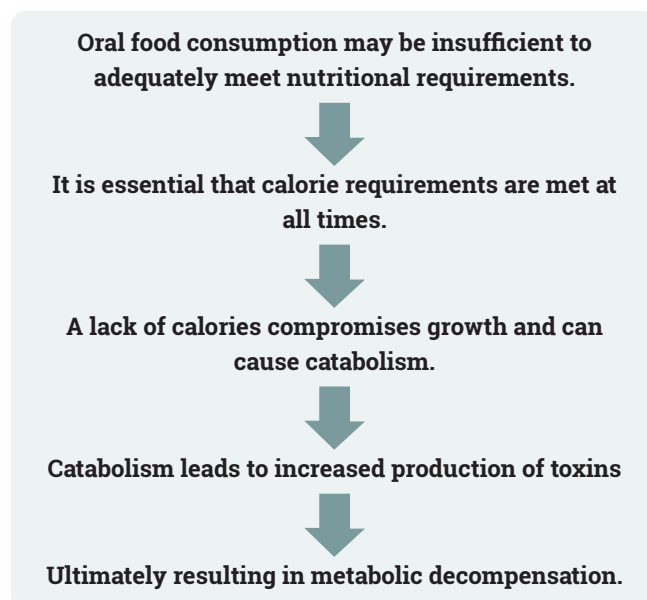 Oral food consumption may be insufficient to
adequately meet nutritional requirements.
It is essential that calorie requirements are met at
all times.
A lack of calories compromises growth and can
cause catabolism.
Catabolism leads to increased production of toxins
Ultimately resulting in metabolic decompensation.